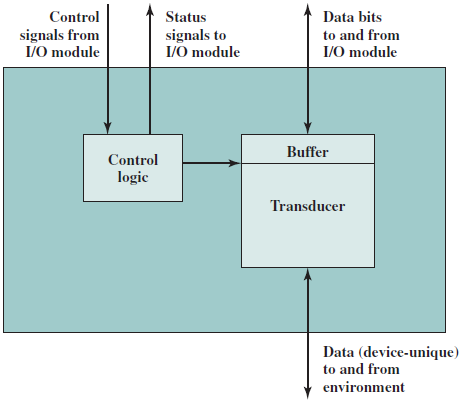 Control
signals from
I/O module
Status
signals to
I/O module
Data bits
to and from
I/O module
Control
logic
Buffer
Transducer
Data (device-unique)
to and from
environment